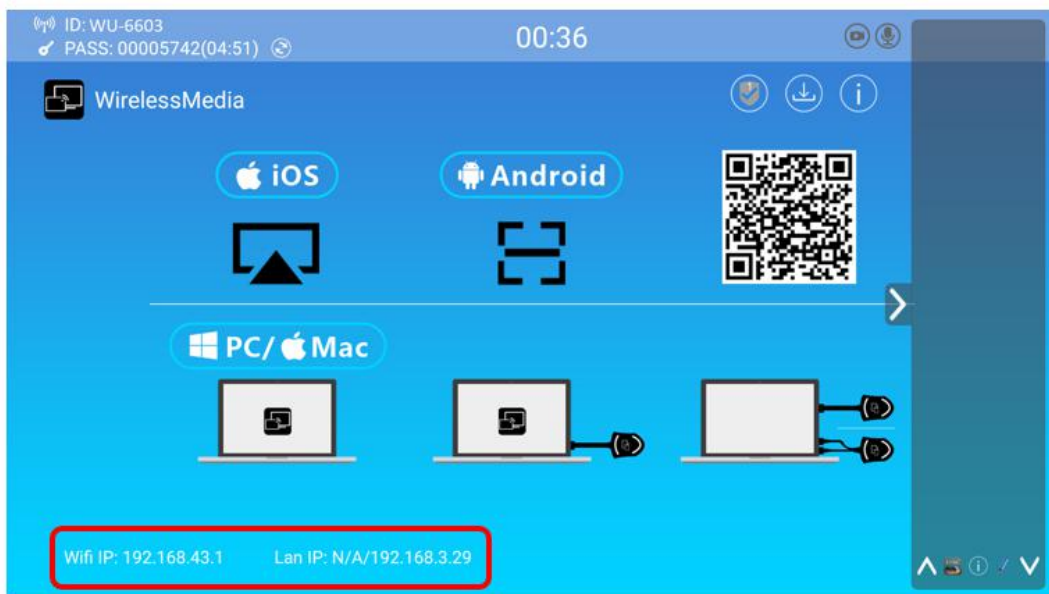 ID: WU-6603
PASS: 00005742(04:51)
00:36
WirelessMedia
iOS
Android
PC/ Mac
Wifi IP: 192.168.43.1 Lan IP: N/A/192.168.3.29